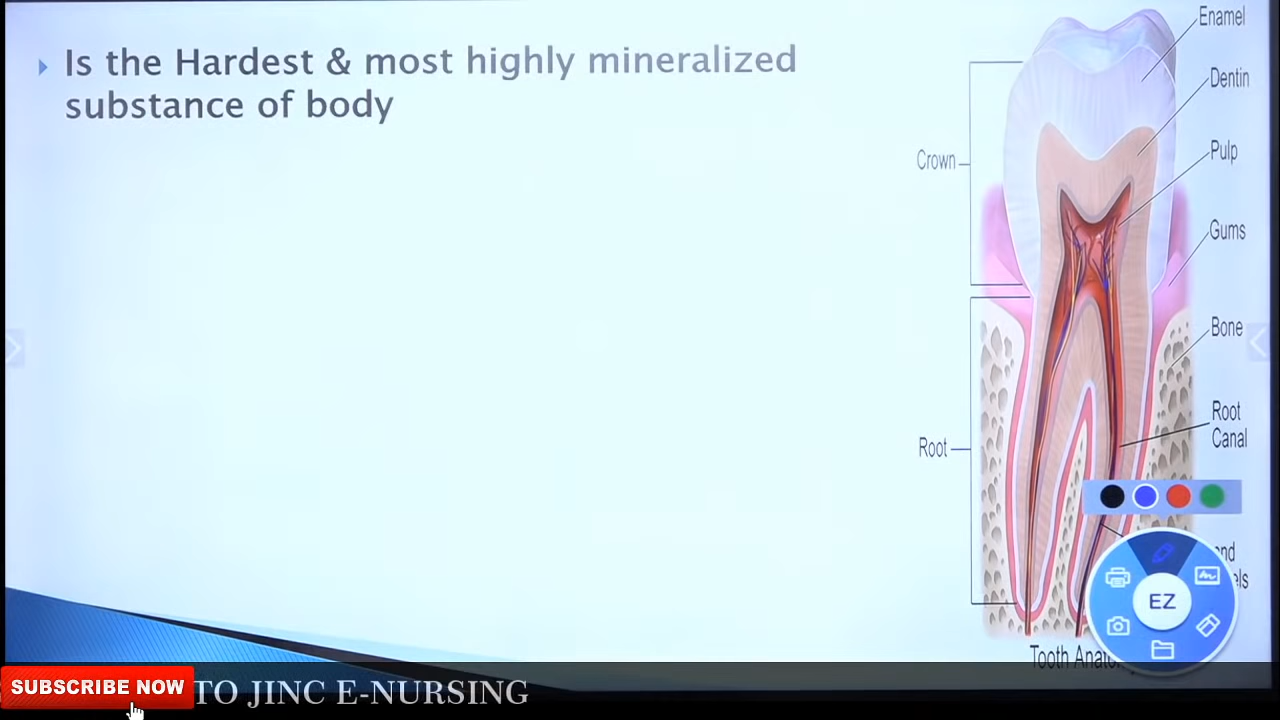 Is the Hardest & most highly mineralized
substance of body
Enamel
Dentin
Pulp
Crown
Gums
Bone
Root
Canal
Root
EZ
Tooth
SUBSCRIBE NOW TO JINC E-NURSING